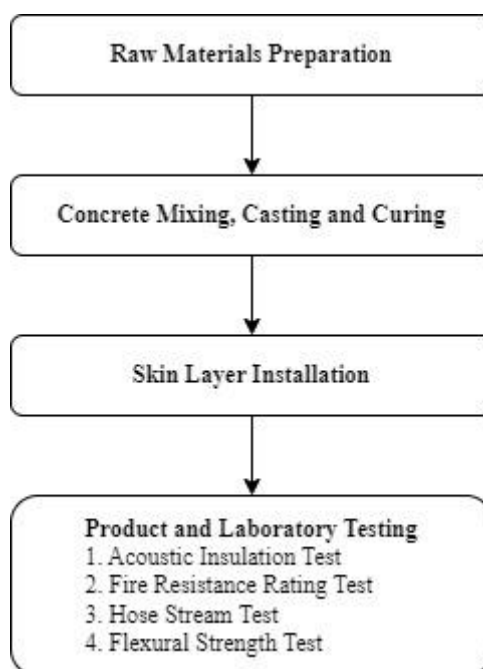 Raw Materials Preparation
Concrete Mixing, Casting and Curing
Skin Layer Installation
Product and Laboratory Testing
1. Acoustic Insulation Test
2. Fire Resistance Rating Test
3. Hose Stream Test
4. Flexural Strength Test